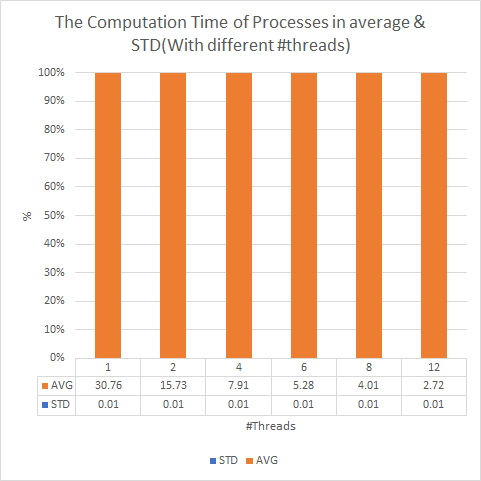 The Computation Time of Processes in average &
STD(With different #threads)
100%
90%
80%
70%
60%
50%
40%
30%
20%
10%
0%
%
1 2 4 6 8 12
AVG 30.76 15.73 7.91 5.28 4.01 2.72
STD 0.01 0.01 0.01 0.01 0.01 0.01
#Threads
STD AVG